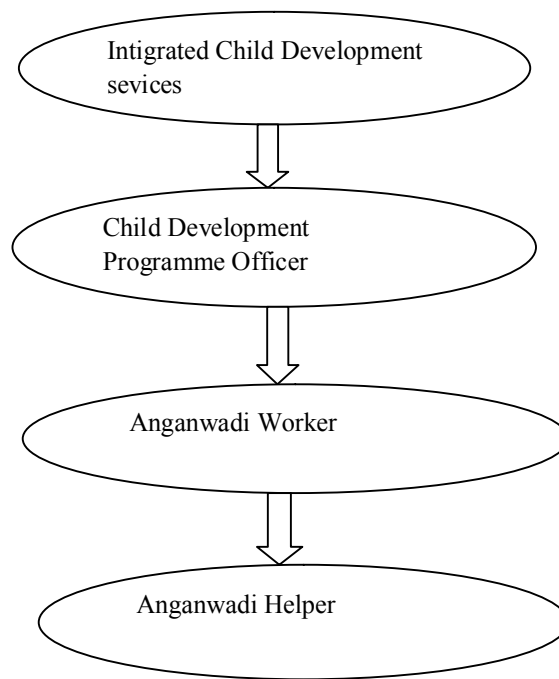 Intigrated Child Development
sevices
Child Development
Programme Officer
Anganwadi Worker
Anganwadi Helper